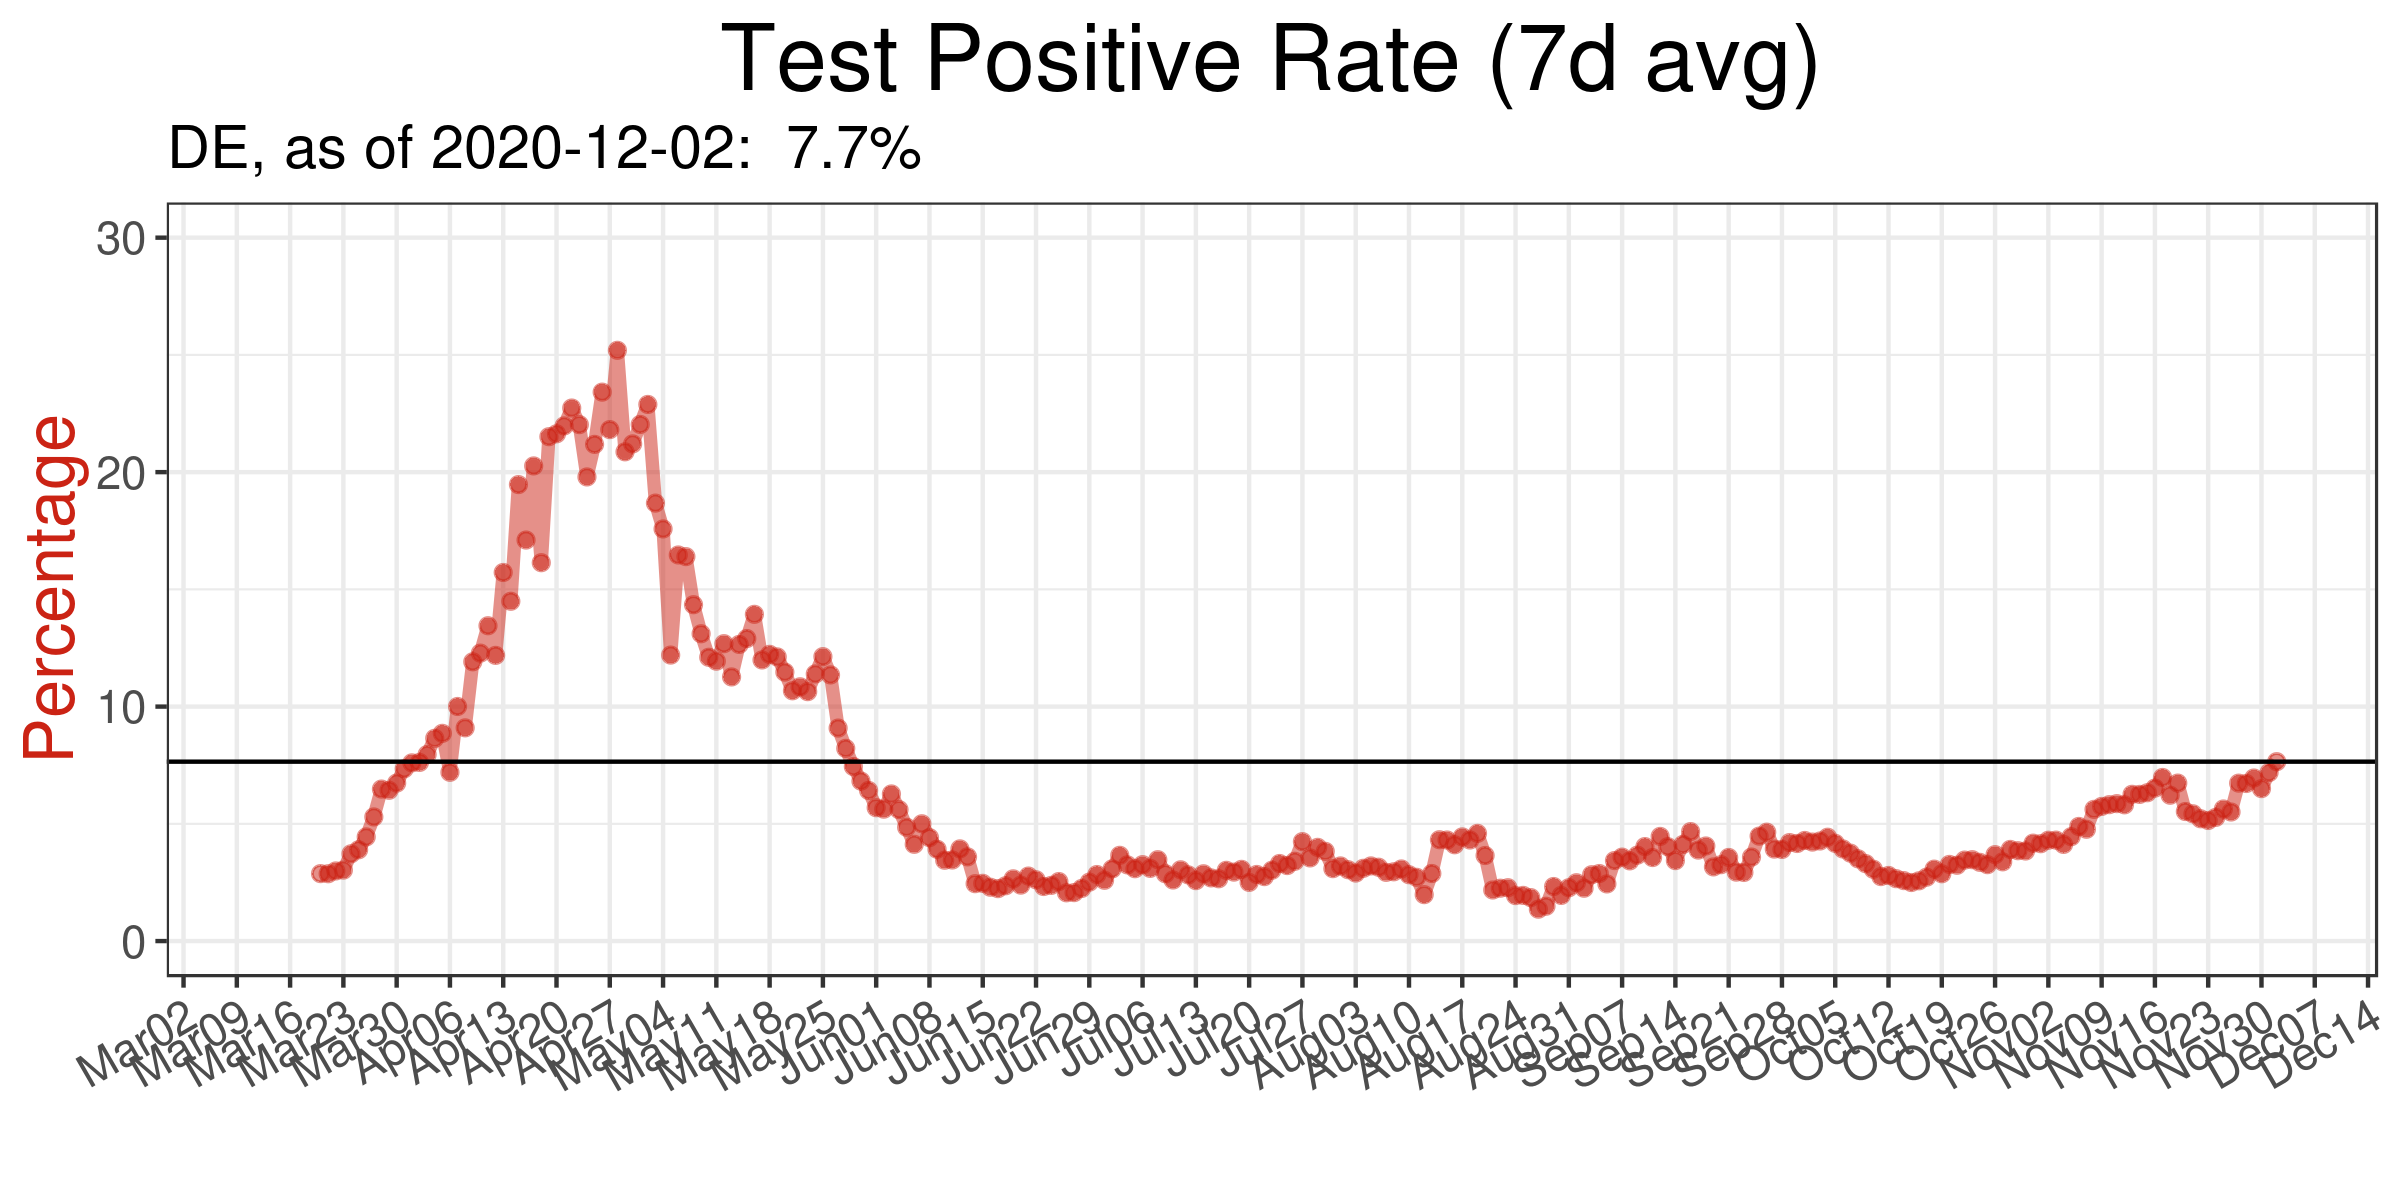 Test Positive Rate (7d avg)
DE, as of 2020-12-02:  7.7%
Percentage
30
20
10
0
Mar02
Mar09
Mar16
Mar23
Mar30
Apr06
Apr13
Apr20
Apr27
May04
May11
May18
May25
Jun01
Jun08
Jun15
Jun22
Jun29
Jul06
Jul13
Jul20
Jul27
Aug03
Aug10
Aug17
Aug24
Aug31
Sep07
Sep14
Sep21
Sep28
Oct05
Oct12
Oct19
Oct26
Nov02
Nov09
Nov16
Nov23
Nov30
Dec07
Dec14